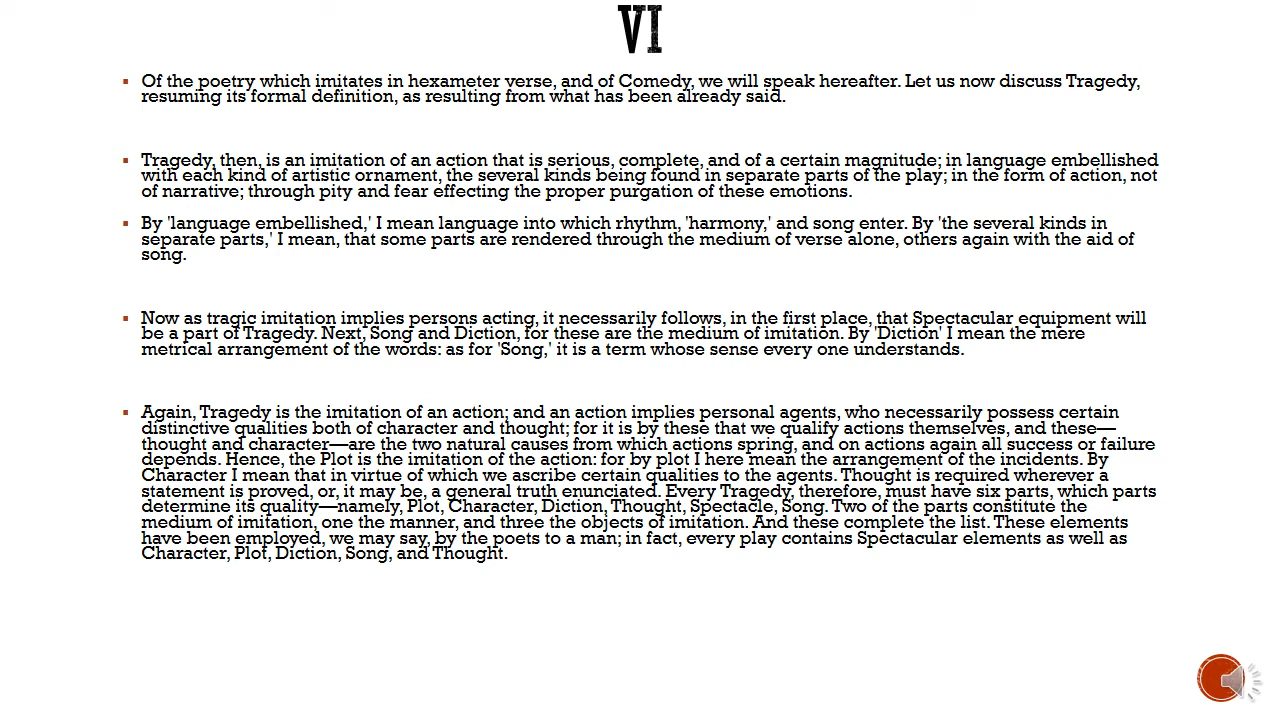 VI
Of the poetry which imitates in hexameter verse, and of Comedy, we will speak hereafter. Let us now discuss Tragedy,
resuming its formal definition, as resulting from what has been already said.
Tragedy, then, is an imitation of an action that is serious, complete, and of a certain magnitude; in language embellished
with each kind of artistic ornament, the several kinds being found in separate parts of the play; in the form of action, not
of narrative; through pity and fear effecting the proper purgation of these emotions.
By 'language embellished,' I mean language into which rhythm, 'harmony,' and song enter. By 'the several kinds in
separate parts,' I mean, that some parts are rendered through the medium of verse alone, others again with the aid of
song.
Now as tragic imitation implies persons acting, it necessarily follows, in the first place, that Spectacular equipment will
be a part of Tragedy. Next, Song and Diction, for these are the medium of imitation. By 'Diction' I mean the mere
metrical arrangement of the words: as for 'Song,' it is a term whose sense every one understands.
Again, Tragedy is the imitation of an action; and an action implies personal agents, who necessarily possess certain
distinctive qualities both of character and thought; for it is by these that we qualify actions themselves, and these—
thought and character—are the two natural causes from which actions spring, and on actions again all success or failure
depends. Hence, the Plot is the imitation of the action: for by plot I here mean the arrangement of the incidents. By
Character I mean that in virtue of which we ascribe certain qualities to the agents. Thought is required wherever a
statement is proved, or, it may be, a general truth enunciated. Every Tragedy, therefore, must have six parts, which parts
determine its quality—namely, Plot, Character, Diction, Thought, Spectacle, Song. Two of the parts constitute the
medium of imitation, one the manner, and three the objects of imitation. And these complete the list. These elements
have been employed, we may say, by the poets to a man; in fact, every play contains Spectacular elements as well as
Character, Plot, Diction, Song, and Thought.